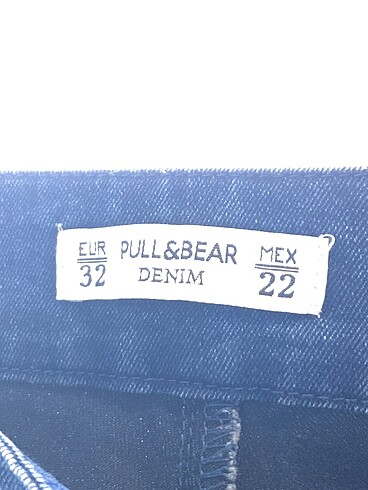 EUR 32 PULL&BEAR MEX 22
DENIM